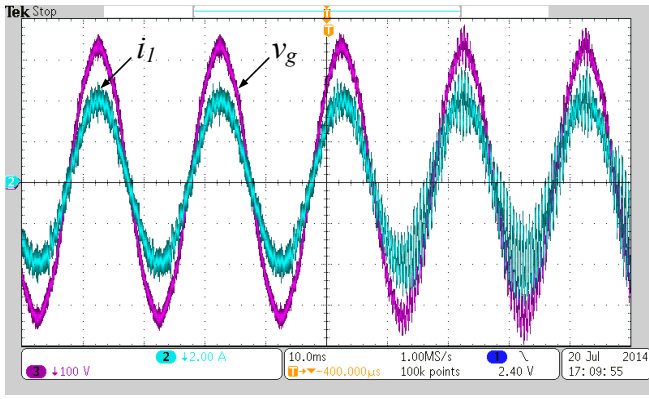 Tek Stop
T
T
i1
vg
2
2 ↓2.00 A
3 ↓100 V
10.0ms
T→▼−400.000µs
1.00MS/s
100k points
1 ╲
2.40 V
20 Jul 2014
17:09:55